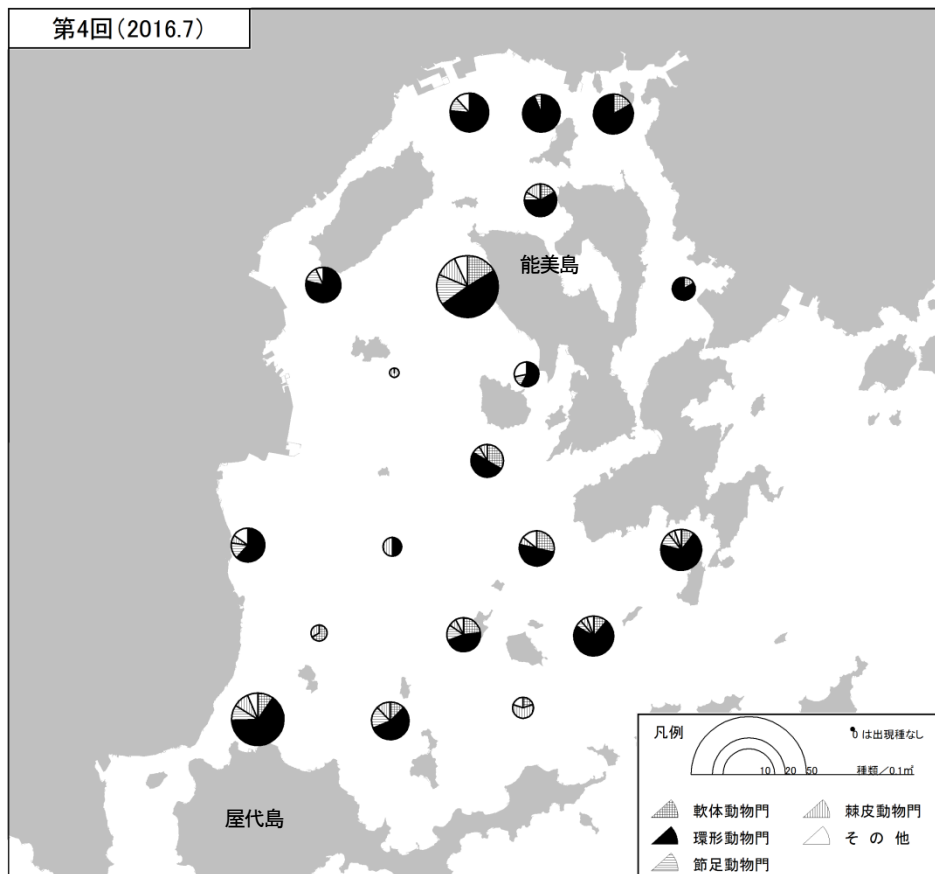 第4回(2016.7)
能美島
屋代島
凡例
0 は出現種なし
10 20 50 種類/0.1㎡
軟体動物門 棘皮動物門
環形動物門 その他
節足動物門